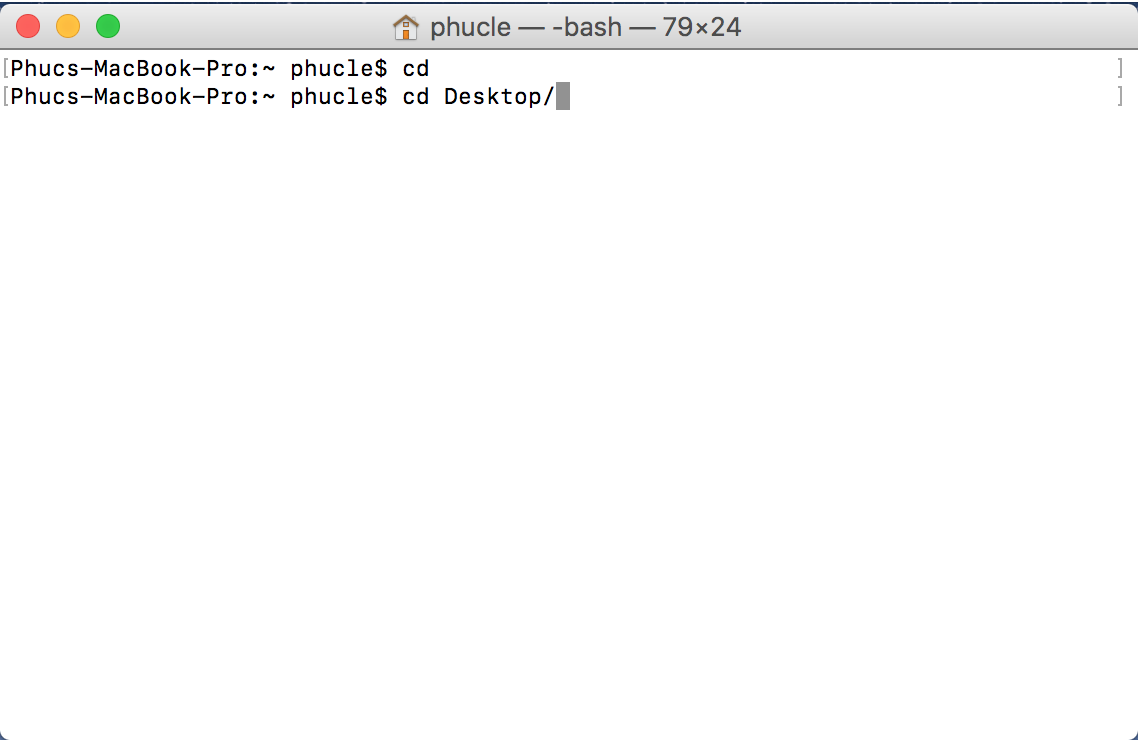 phucle — -bash — 79×24
[Phucs-MacBook-Pro:~ phucle$ cd ]
[Phucs-MacBook-Pro:~ phucle$ cd Desktop/ ]